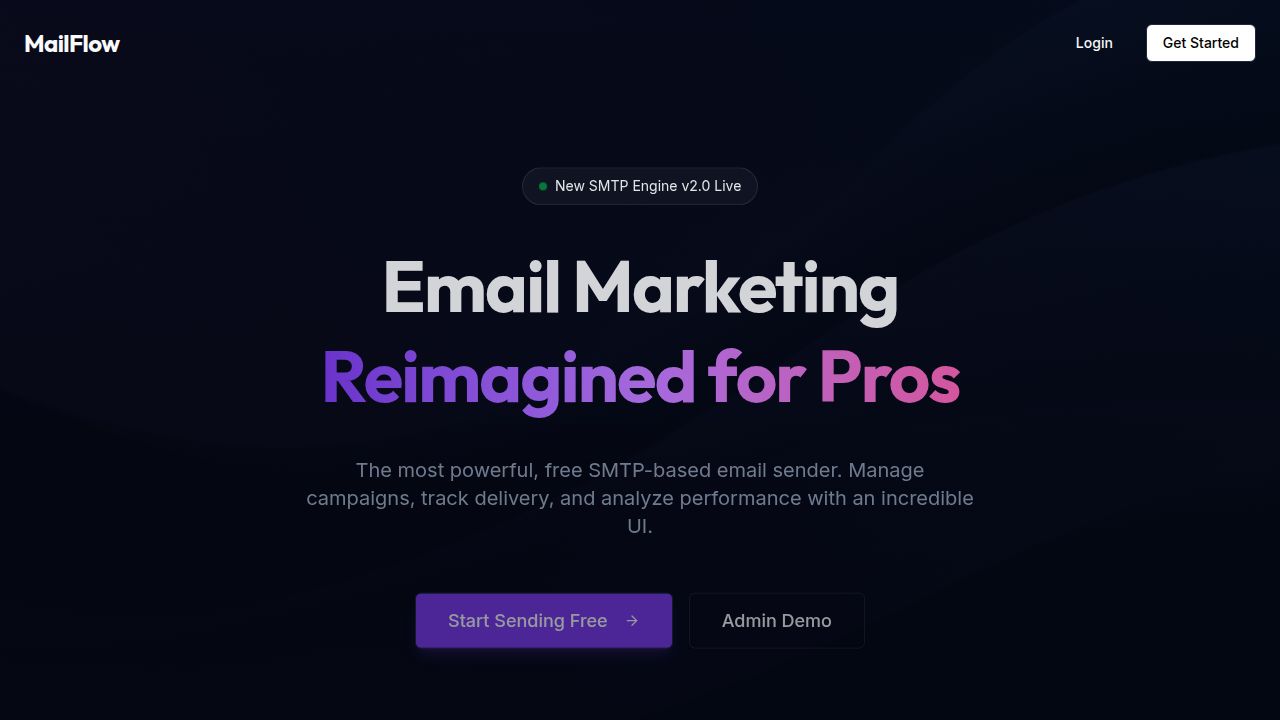 MailFlow
Login
Get Started
New SMTP Engine v2.0 Live
Email Marketing
Reimagined for Pros
The most powerful, free SMTP-based email sender. Manage
campaigns, track delivery, and analyze performance with an incredible
UI.
Start Sending Free →
Admin Demo